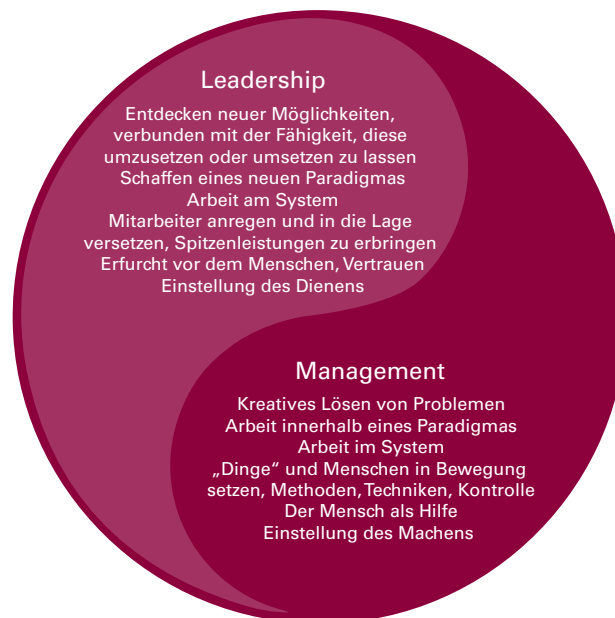 Leadership
Entdecken neuer Möglichkeiten,
verbunden mit der Fähigkeit, diese
umzusetzen oder umsetzen zu lassen
Schaffen eines neuen Paradigmas
Arbeit am System
Mitarbeiter anregen und in die Lage
versetzen, Spitzenleistungen zu erbringen
Erfurcht vor dem Menschen, Vertrauen
Einstellung des Dienens
Management
Kreatives Lösen von Problemen
Arbeit innerhalb eines Paradigmas
Arbeit im System
„Dinge“ und Menschen in Bewegung
setzen, Methoden, Techniken, Kontrolle
Der Mensch als Hilfe
Einstellung des Machens